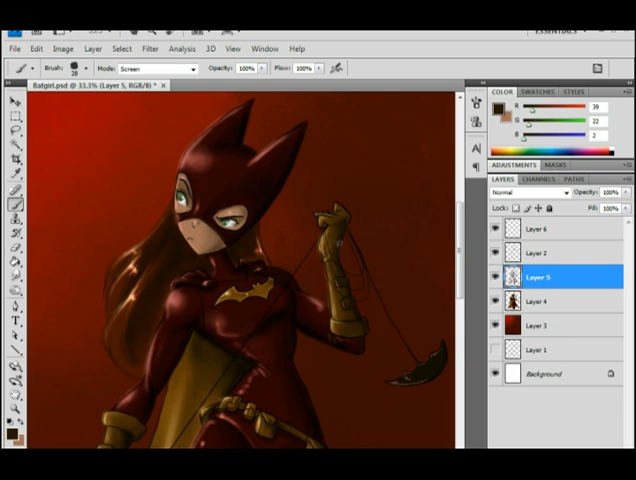 ESSENTIALS
File Edit Image Layer Select Filter Analysis 3D View Window Help
Brush: 28 Mode: Screen Opacity: 100% Flow: 100%
Batgirl.psd @ 33.3% (Layer 5, RGB/8) * ×
COLOR SWATCHES STYLES
R 39
G 22
B 2
ADJUSTMENTS MASKS
LAYERS CHANNELS PATHS
Normal Opacity: 100%
Lock: Fill: 100%
Layer 6
Layer 2
Layer 5
Layer 4
Layer 3
Layer 1
Background